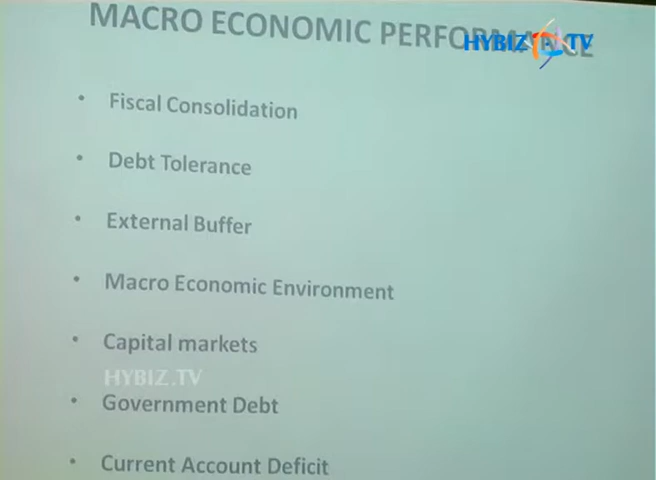 MACRO ECONOMIC PERFORMANCE
HYBIZ TV
• Fiscal Consolidation
• Debt Tolerance
• External Buffer
• Macro Economic Environment
• Capital markets
HYBIZ.TV
• Government Debt
• Current Account Deficit